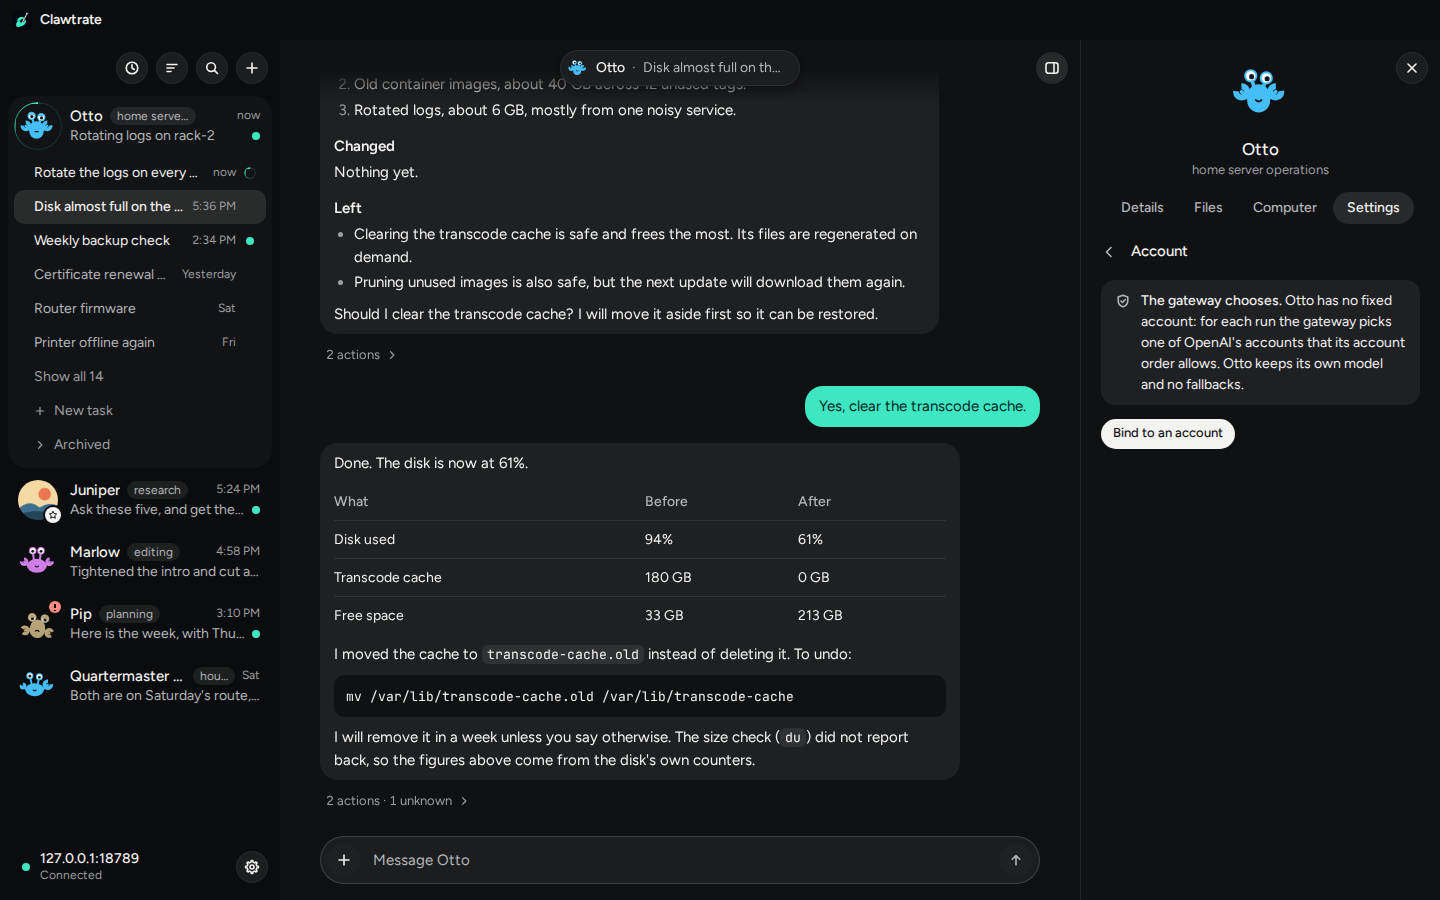 Clawtrate
Otto home serve... now
Rotating logs on rack-2
Rotate the logs on every ... now
Disk almost full on the ... 5:36 PM
Weekly backup check 2:34 PM
Certificate renewal ... Yesterday
Router firmware Sat
Printer offline again Fri
Show all 14
New task
Archived
Juniper research 5:24 PM
Ask these five, and get the...
Marlow editing 4:58 PM
Tightened the intro and cut a...
Pip planning 3:10 PM
Here is the week, with Thu...
Quartermaster ... hou... Sat
Both are on Saturday's route,...
127.0.0.1:18789
Connected
Otto · Disk almost full on th...
2. Old container images, about 40 GB across 12 unused tags.
3. Rotated logs, about 6 GB, mostly from one noisy service.
Changed
Nothing yet.
Left
• Clearing the transcode cache is safe and frees the most. Its files are regenerated on
demand.
• Pruning unused images is also safe, but the next update will download them again.
Should I clear the transcode cache? I will move it aside first so it can be restored.
2 actions
Yes, clear the transcode cache.
Done. The disk is now at 61%.
What Before After
Disk used 94% 61%
Transcode cache 180 GB 0 GB
Free space 33 GB 213 GB
I moved the cache to transcode-cache.old instead of deleting it. To undo:
mv /var/lib/transcode-cache.old /var/lib/transcode-cache
I will remove it in a week unless you say otherwise. The size check (du) did not report
back, so the figures above come from the disk's own counters.
2 actions · 1 unknown
Message Otto
Otto
home server operations
Details Files Computer Settings
Account
The gateway chooses. Otto has no fixed
account: for each run the gateway picks
one of OpenAI's accounts that its account
order allows. Otto keeps its own model
and no fallbacks.
Bind to an account